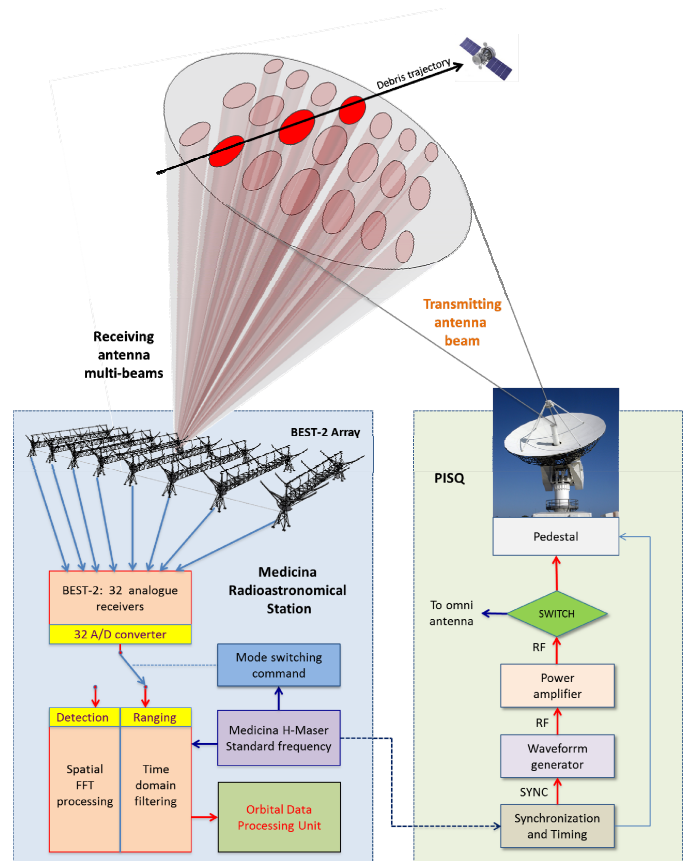 Debris trajectory
Transmitting
antenna
beam
Receiving
antenna
multi-beams
BEST-2 Array
PISQ
Medicina
Radioastronomical
Station
BEST-2: 32 analogue
receivers
32 A/D converter
Mode switching
command
Detection
Ranging
Spatial
FFT
processing
Time
domain
filtering
Medicina H-Maser
Standard frequency
Orbital Data
Processing Unit
Pedestal
To omni
antenna
SWITCH
RF
Power
amplifier
RF
Waveforrm
generator
SYNC
Synchronization
and Timing